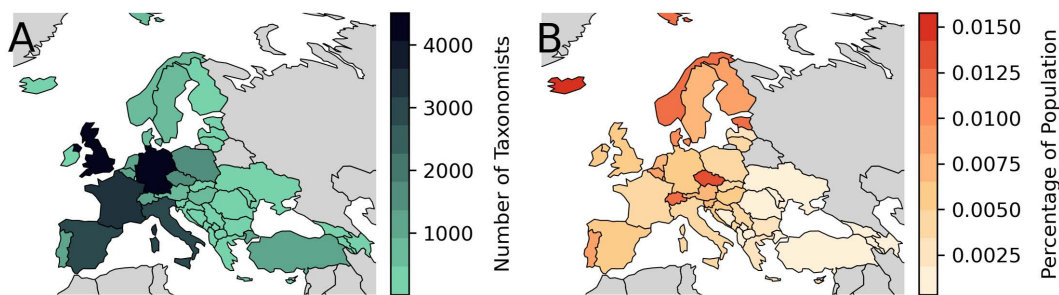 A
4000
3000
2000
1000
Number of Taxonomists
B
0.0150
0.0125
0.0100
0.0075
0.0050
0.0025
Percentage of Population